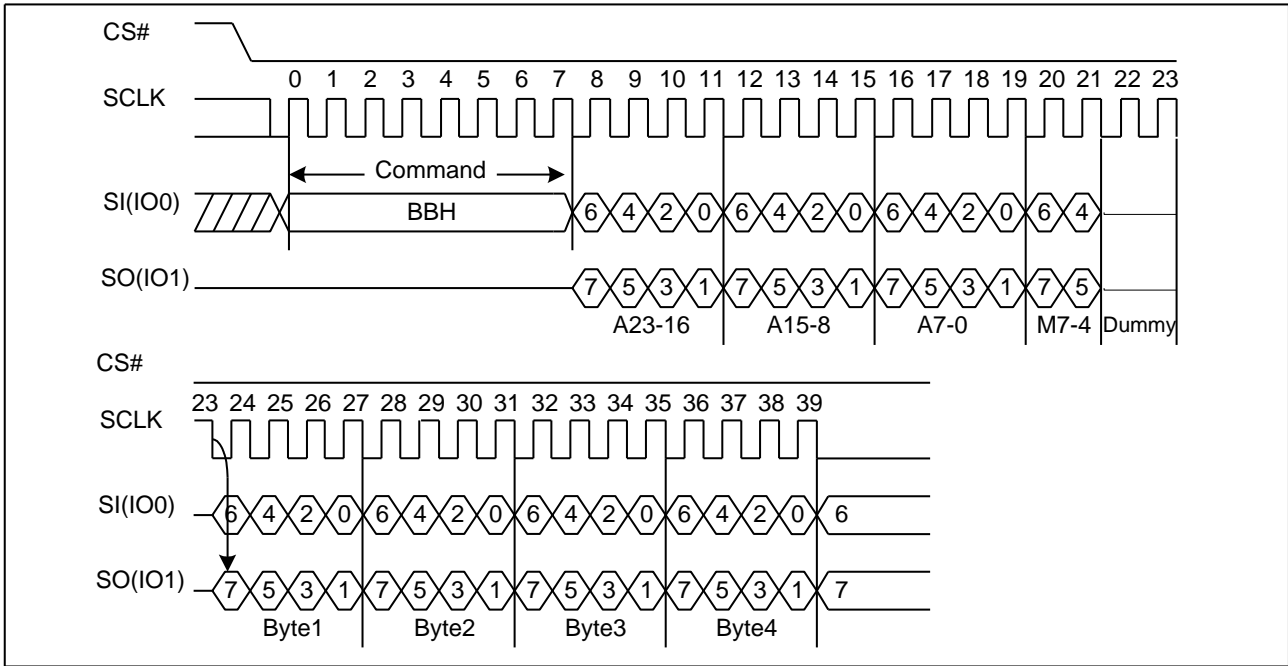 CS#
0 1 2 3 4 5 6 7 8 9 10 11 12 13 14 15 16 17 18 19 20 21 22 23
SCLK
Command
SI(IO0) BBH 6 4 2 0 6 4 2 0 6 4 2 0 6 4
SO(IO1) 7 5 3 1 7 5 3 1 7 5 3 1 7 5
A23-16 A15-8 A7-0 M7-4 Dummy
CS#
23 24 25 26 27 28 29 30 31 32 33 34 35 36 37 38 39
SCLK
SI(IO0) 6 4 2 0 6 4 2 0 6 4 2 0 6 4 2 0 6
SO(IO1) 7 5 3 1 7 5 3 1 7 5 3 1 7 5 3 1 7
Byte1 Byte2 Byte3 Byte4